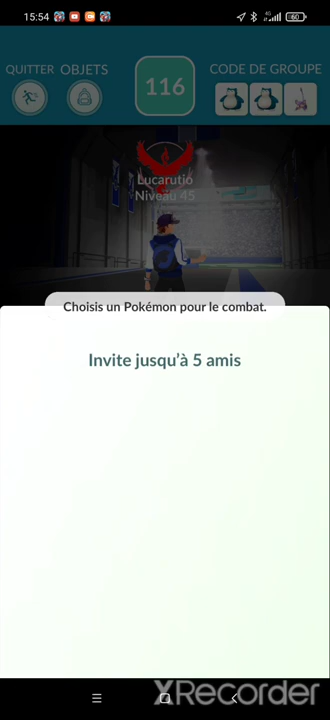 15:54
4G
60
QUITTER
OBJETS
116
CODE DE GROUPE
Lucarutio
Niveau 45
Choisis un Pokémon pour le combat.
Invite jusqu'à 5 amis
XRecorder